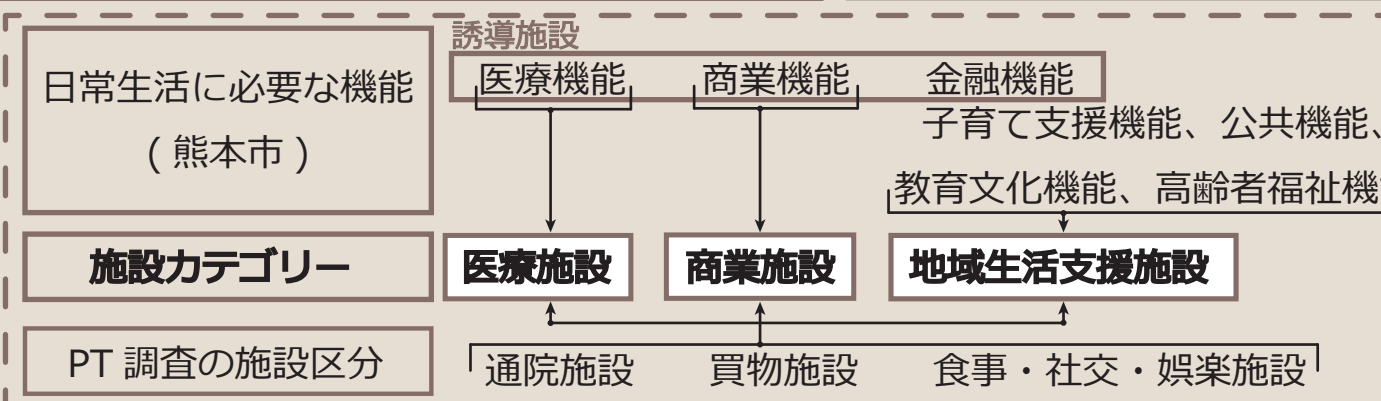 誘導施設
日常生活に必要な機能
(熊本市)
医療機能 商業機能 金融機能
子育て支援機能、公共機能、
教育文化機能、高齢者福祉機
施設カテゴリー 医療施設 商業施設 地域生活支援施設
PT 調査の施設区分 通院施設 買物施設 食事・社交・娯楽施設